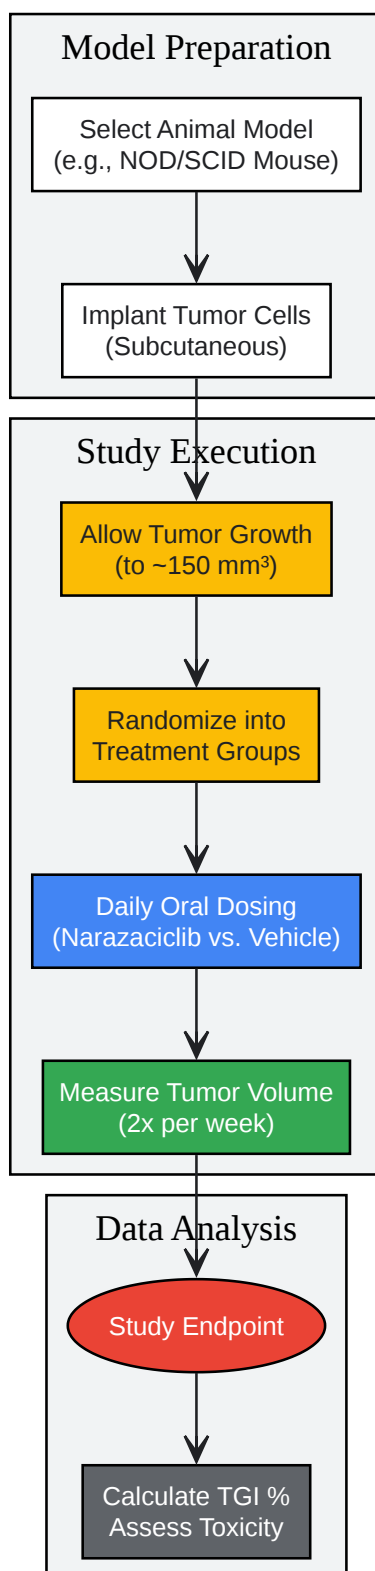 Model Preparation
Select Animal Model
(e.g., NOD/SCID Mouse)
Implant Tumor Cells
(Subcutaneous)
Study Execution
Allow Tumor Growth
(to ~150 mm³)
Randomize into
Treatment Groups
Daily Oral Dosing
(Narazaciclib vs. Vehicle)
Measure Tumor Volume
(2x per week)
Data Analysis
Study Endpoint
Calculate TGI %
Assess Toxicity